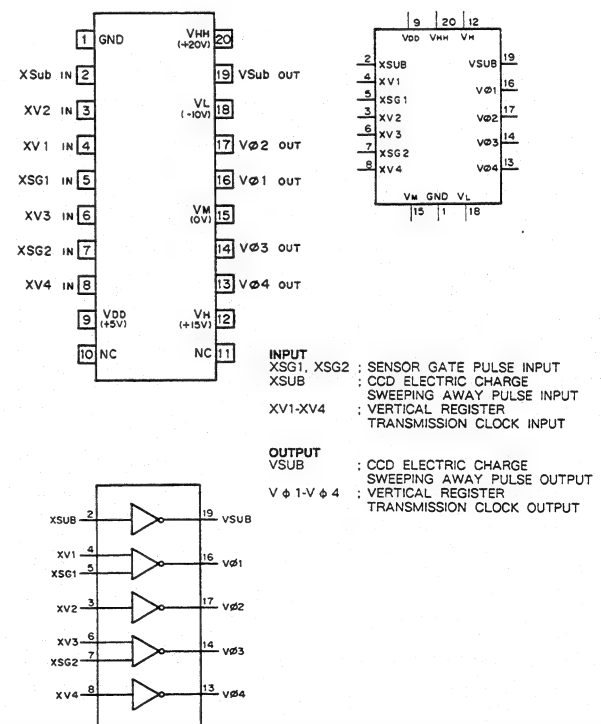 1 GND VHH 20
(+20V)
XSub IN 2 19 VSub OUT
XV2 IN 3 VL 18
(-10V)
XV1 IN 4 17 VØ2 OUT
XSG1 IN 5 16 VØ1 OUT
XV3 IN 6 VM 15
(0V)
XSG2 IN 7 14 VØ3 OUT
XV4 IN 8 13 VØ4 OUT
9 VDD VH 12
(+5V) (+15V)
10 NC NC 11
9 20 12
VDD VHH VH
2 XSUB VSUB 19
4 XV1
VØ1 16
5 XSG1
3 XV2 VØ2 17
6 XV3
VØ3 14
7 XSG2
8 XV4 VØ4 13
VM GND VL
15 1 18
INPUT
XSG1, XSG2 ; SENSOR GATE PULSE INPUT
XSUB ; CCD ELECTRIC CHARGE
SWEEPING AWAY PULSE INPUT
XV1-XV4 ; VERTICAL REGISTER
TRANSMISSION CLOCK INPUT
OUTPUT
VSUB ; CCD ELECTRIC CHARGE
SWEEPING AWAY PULSE OUTPUT
V ϕ 1-V ϕ 4 ; VERTICAL REGISTER
TRANSMISSION CLOCK OUTPUT
XSUB 2 19 VSUB
XV1 4
16 VØ1
XSG1 5
XV2 3 17 VØ2
XV3 6
14 VØ3
XSG2 7
XV4 8 13 VØ4